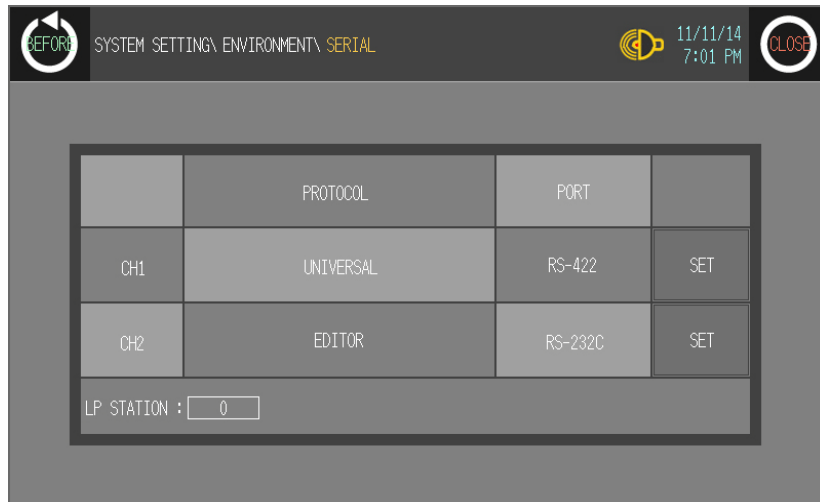 BEFORE SYSTEM SETTING\ ENVIRONMENT\ SERIAL 11/11/14 CLOSE
7:01 PM
PROTOCOL PORT
CH1 UNIVERSAL RS-422 SET
CH2 EDITOR RS-232C SET
LP STATION : 0